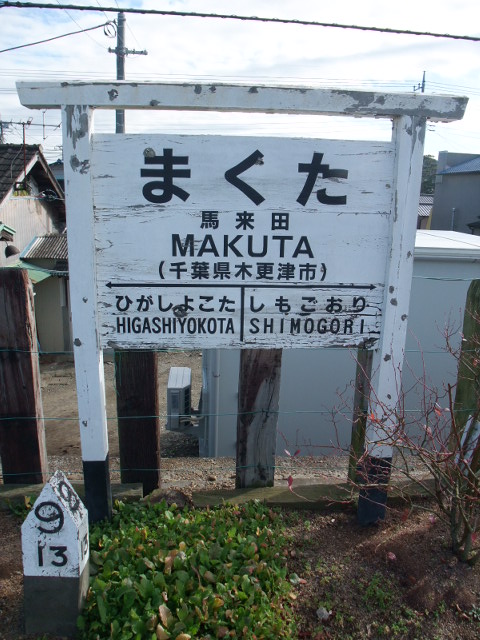 まくた
馬来田
MAKUTA
(千葉県木更津市)
ひがしよこた しもごおり
HIGASHIYOKOTA SHIMOGORI
9
13